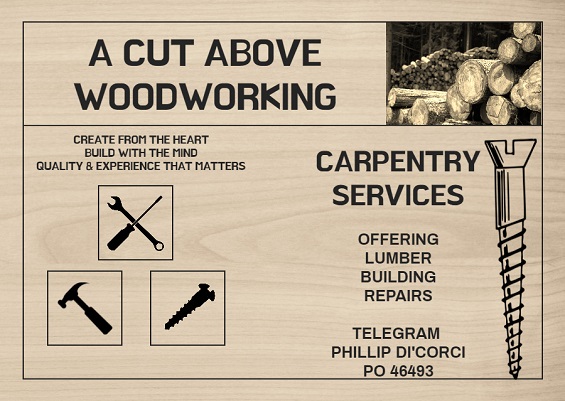 A CUT ABOVE
WOODWORKING
CREATE FROM THE HEART
BUILD WITH THE MIND
QUALITY & EXPERIENCE THAT MATTERS
CARPENTRY
SERVICES
OFFERING
LUMBER
BUILDING
REPAIRS
TELEGRAM
PHILLIP DI'CORCI
PO 46493